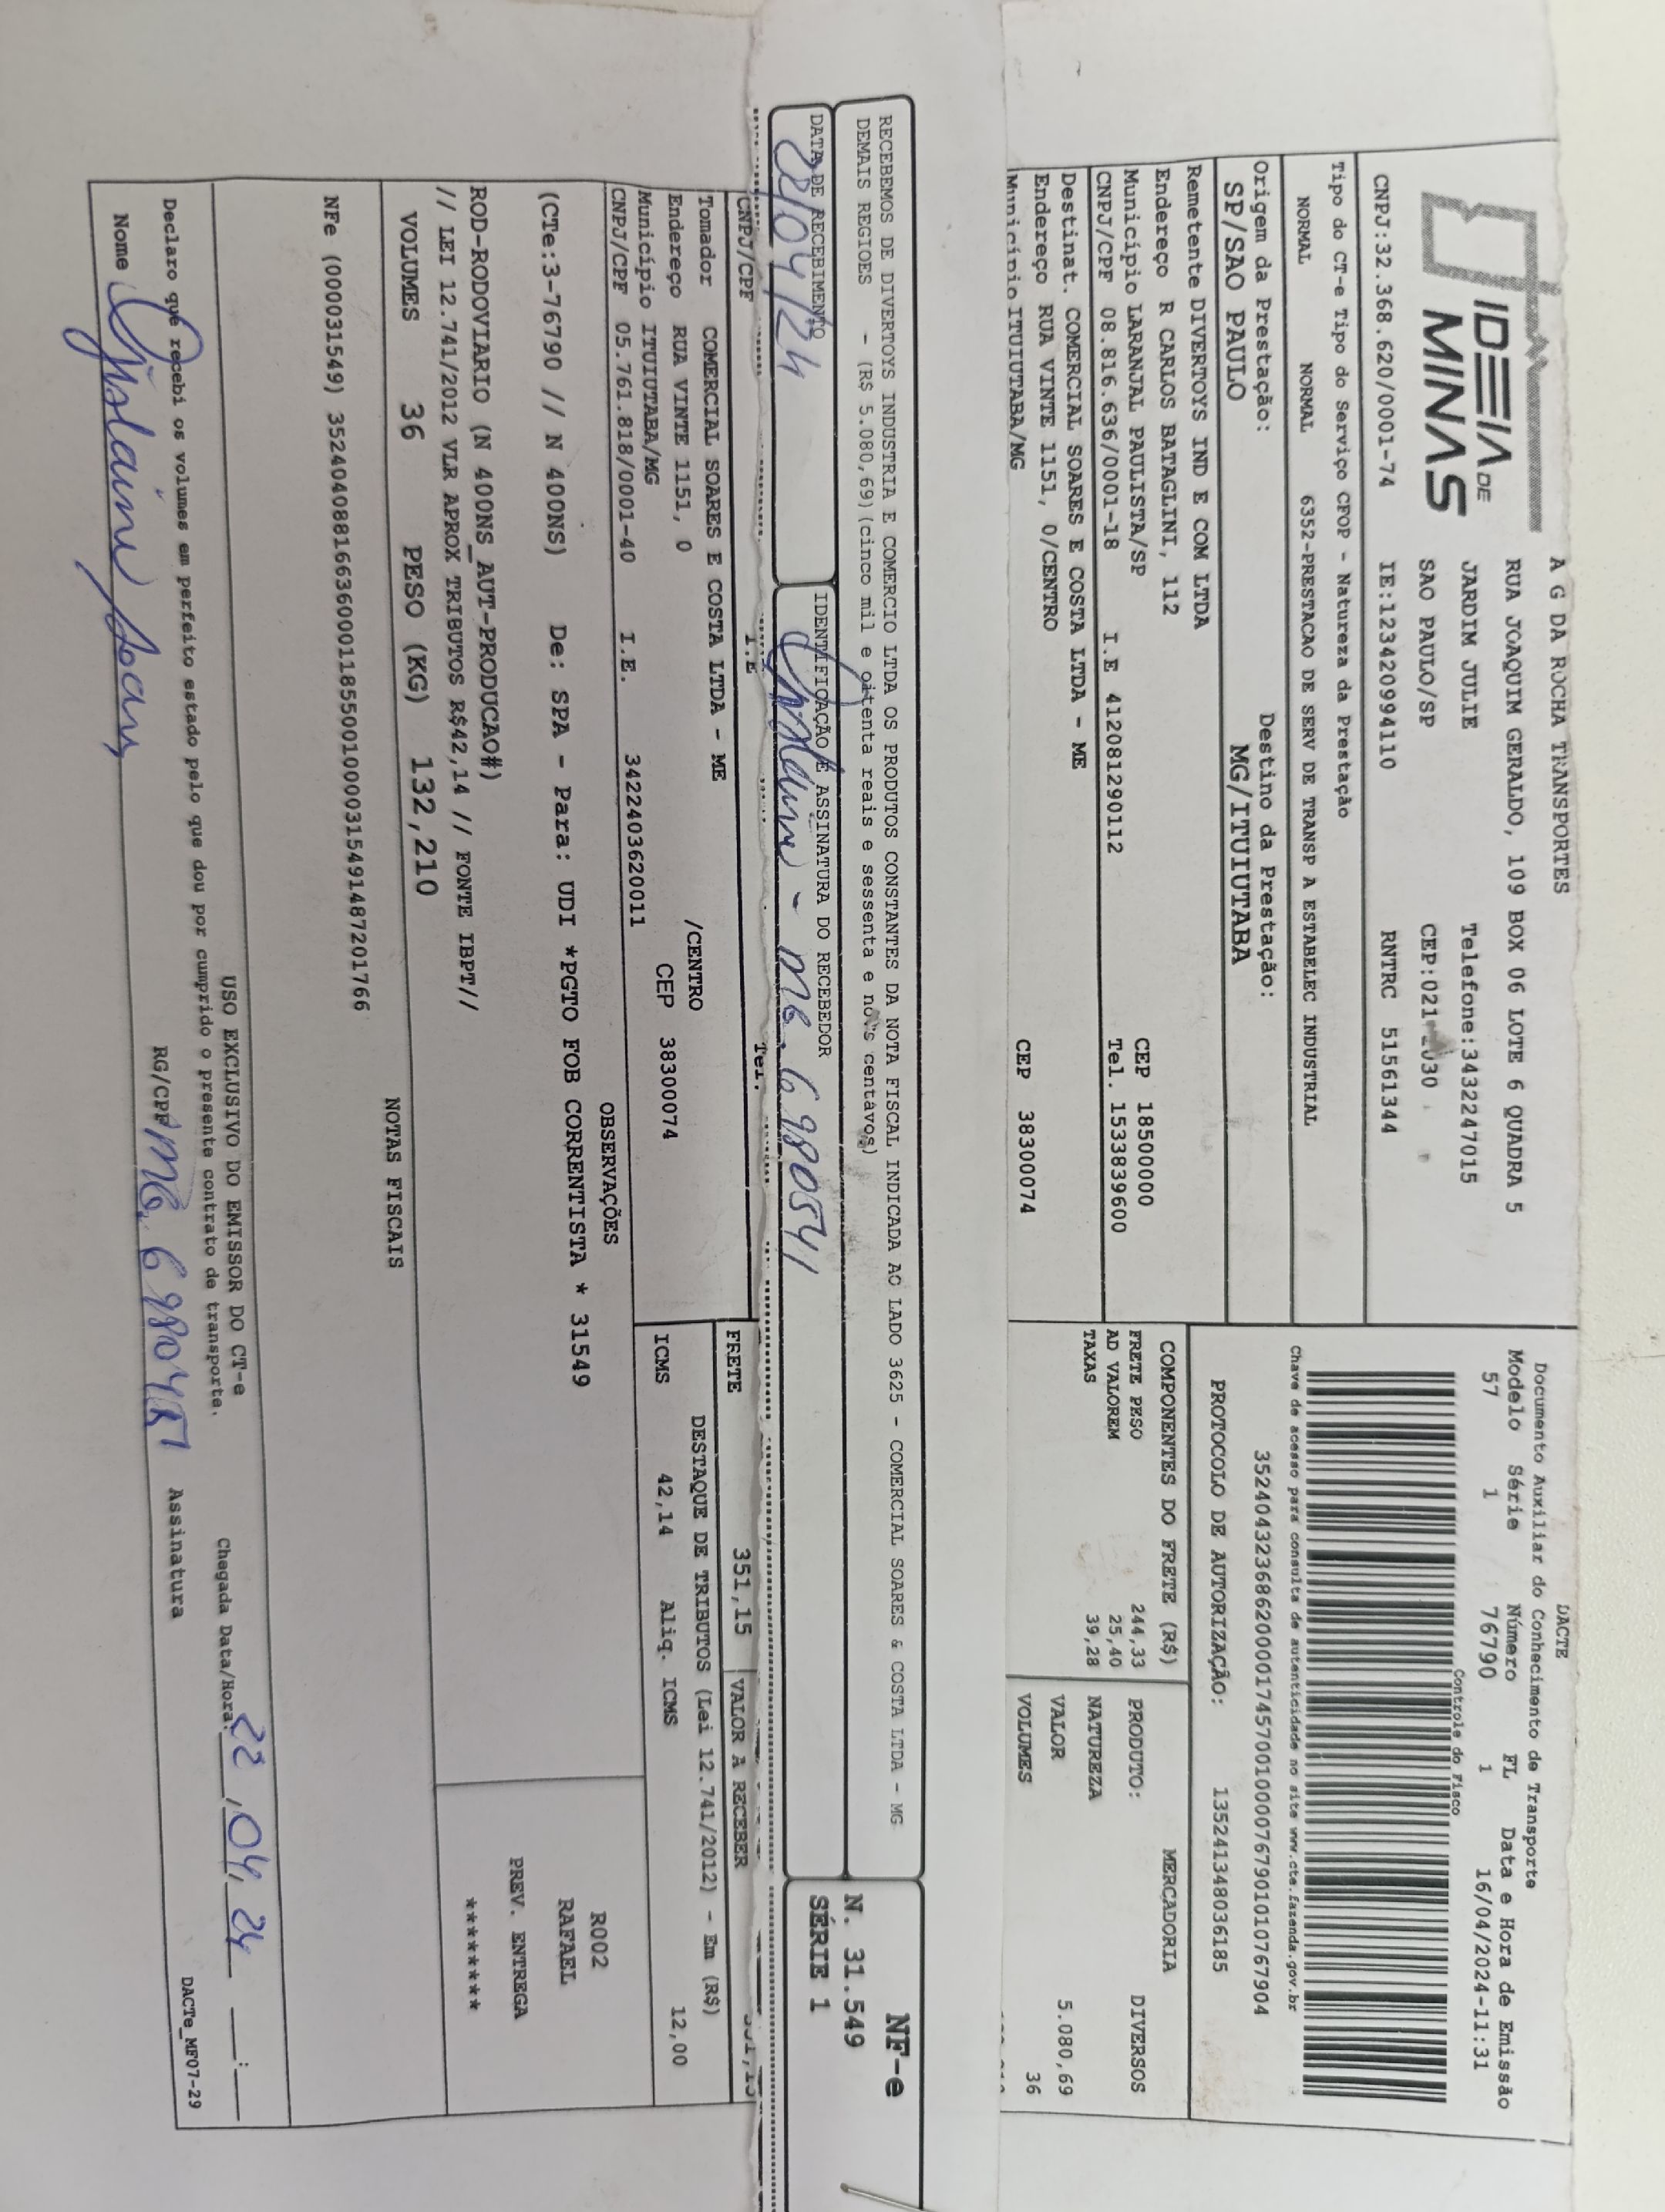 IDEIA DE
MINAS
A G DA ROCHA TRANSPORTES
RUA JOAQUIM GERALDO, 109 BOX 06 LOTE 6 QUADRA 5
JARDIM JULIE Telefone:3432247015
SAO PAULO/SP CEP:021 030
CNPJ:32.368.620/0001-74 IE:123420994110 RNTRC 51561344
DACTE
Documento Auxiliar do Conhecimento de Transporte
Modelo Série Número FL Data e Hora de Emissão
57 1 76790 1 16/04/2024-11:31
Controle do Fisco
Tipo do CT-e Tipo do Serviço CFOP - Natureza da Prestação
NORMAL NORMAL 6352-PRESTACAO DE SERV DE TRANSP A ESTABELEC INDUSTRIAL
Chave de acesso para consulta de autenticidade no site www.cte.fazenda.gov.br
35240432368620000174570010000767901010767904
Origem da Prestação: Destino da Prestação:
SP/SAO PAULO MG/ITUIUTABA
PROTOCOLO DE AUTORIZAÇÃO: 135241348036185
Remetente DIVERTOYS IND E COM LTDA
Endereço R CARLOS BATAGLINI, 112
Município LARANJAL PAULISTA/SP CEP 18500000
CNPJ/CPF 08.816.636/0001-18 I.E 412081290112 Tel. 1533839600
Destinat. COMERCIAL SOARES E COSTA LTDA - ME
Endereço RUA VINTE 1151, 0/CENTRO
Município ITUIUTABA/MG CEP 38300074
COMPONENTES DO FRETE (R$)
FRETE PESO 244,33
AD VALOREM 25,40
TAXAS 39,28
MERCADORIA
PRODUTO: DIVERSOS
NATUREZA
VALOR 5.080,69
VOLUMES 36
RECEBEMOS DE DIVERTOYS INDUSTRIA E COMERCIO LTDA OS PRODUTOS CONSTANTES DA NOTA FISCAL INDICADA AO LADO 3625 - COMERCIAL SOARES & COSTA LTDA - MG
DEMAIS REGIOES - (R$ 5.080,69)(cinco mil e oitenta reais e sessenta e nove centavos)
NF-e
N. 31.549
SÉRIE 1
DATA DE RECEBIMENTO IDENTIFICAÇÃO E ASSINATURA DO RECEBEDOR
22/04/24 MG. 6980541
CNPJ/CPF I.E Tel.
FRETE 351,15 VALOR A RECEBER
Tomador COMERCIAL SOARES E COSTA LTDA - ME
Endereço RUA VINTE 1151, 0 /CENTRO
Município ITUIUTABA/MG CEP 38300074
CNPJ/CPF 05.761.818/0001-40 I.E. 3422403620011
DESTAQUE DE TRIBUTOS (Lei 12.741/2012) - Em (R$)
ICMS 42,14 Aliq. ICMS 12,00
OBSERVAÇÕES
(CTe:3-76790 // N 400NS) De: SPA - Para: UDI *PGTO FOB CORRENTISTA * 31549
ROD-RODOVIARIO (N 400NS_AUT-PRODUCAO#)
// LEI 12.741/2012 VLR APROX TRIBUTOS R$42,14 // FONTE IBPT//
R002
RAFAEL
PREV. ENTREGA
********
VOLUMES 36 PESO (KG) 132,210
NOTAS FISCAIS
NFe (000031549) 35240408816636000118550010000315491487201766
USO EXCLUSIVO DO EMISSOR DO CT-e
Declaro que recebi os volumes em perfeito estado pelo que dou por cumprido o presente contrato de transporte.
Chegada Data/Hora: 22/04/24 __:__
Nome RG/CPF MG. 6980451 Assinatura
DACTe_MF07-29